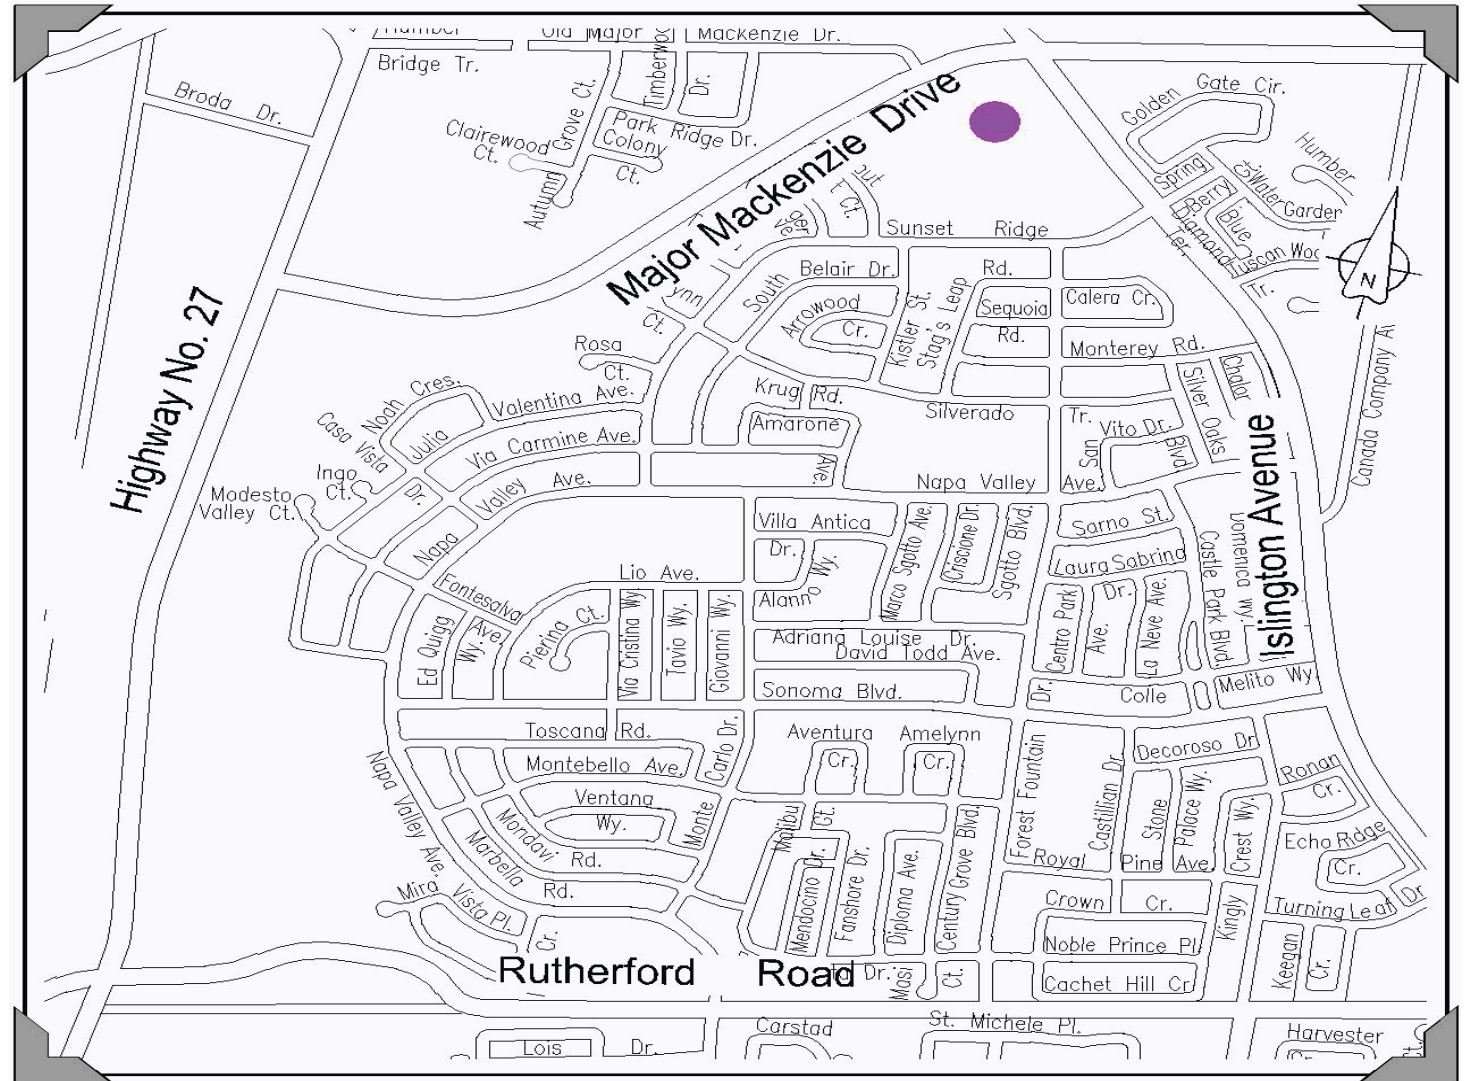 Humber
Old Major
Mackenzie Dr.
Bridge Tr.
Timberwo
Dr.
Broda Dr.
Grove Ct.
Autumn
Clairewood
Ct.
Park Ridge Dr.
Colony
Ct.
Major Mackenzie Drive
Golden Gate Cir.
Humber
Spring
Berry
Blue
Diamond
Ter.
Water
Garden
Tuscan Woo
Tr.
N
Ct.
Sunset Ridge
Belair Dr.
Rd.
South
Arrowood
Cr.
Kistler St.
Stag's Leap
Sequoia
Rd.
Calera Cr.
Monterey Rd.
ynn
Ct.
Rosa
Ct.
Highway No. 27
Noah Cres.
Valentina Ave.
Casa Vista
Dr.
Julia
Via Carmine Ave.
Krug Rd.
Amarone
Ave.
Silverado
Tr.
Vito Dr.
San
Blvd
Silver Oaks
Chalor
Islington Avenue
Canada Company Av
Ingo
Ct.
Modesto
Valley Ct.
Napa
Valley Ave.
Napa Valley
Ave.
Villa Antica
Dr.
Alanno Wy.
Marco Sgotto Ave.
Criscione Dr.
Sgotto Blvd.
Sarno St.
Laura Sabrina
Dr.
Castle Park Blvd.
Domenica Wy.
Fontesalva
Ave.
Lio Ave.
Ed Quigg
Wy.
Pierina Ct.
Via Cristina Wy
Tavio Wy.
Giovanni Wy.
Adriana Louise Dr.
David Todd Ave.
Centro Park
Dr.
Ave.
La Neve Ave.
Sonoma Blvd.
Colle
Melito Wy.
Toscana Rd.
Carlo Dr.
Monte
Aventura
Cr.
Amelynn
Cr.
Decoroso Dr
Napa Valley Ave.
Montebello Ave.
Ventana
Wy.
Mondavi
Rd.
Marbella
Rd.
Forest Fountain
Castillian Dr.
Stone
Palace Wy.
Crest Wy.
Ronan
Cr.
Malibu
Ct.
Echo Ridge
Cr.
Royal Pine Ave.
Mira Vista Pl.
Cr.
Mendocino Dr.
Fanshore Dr.
Diploma Ave.
Century Grove Blvd.
Crown Cr.
Kingly
Turning Leaf Dr
Noble Prince Pl
Keegan
Cr.
Rutherford Road
Dr.
Masi
Ct.
Cachet Hill Cr
Lois Dr.
Carstad
St. Michele Pl.
Harvester
Cr.
Ct.